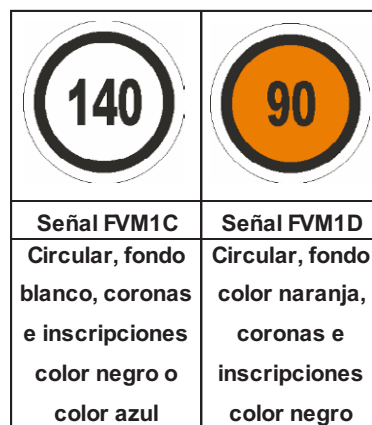 140
90
Señal FVM1C
Señal FVM1D
Circular, fondo
blanco, coronas
e inscripciones
color negro o
color azul
Circular, fondo
color naranja,
coronas e
inscripciones
color negro